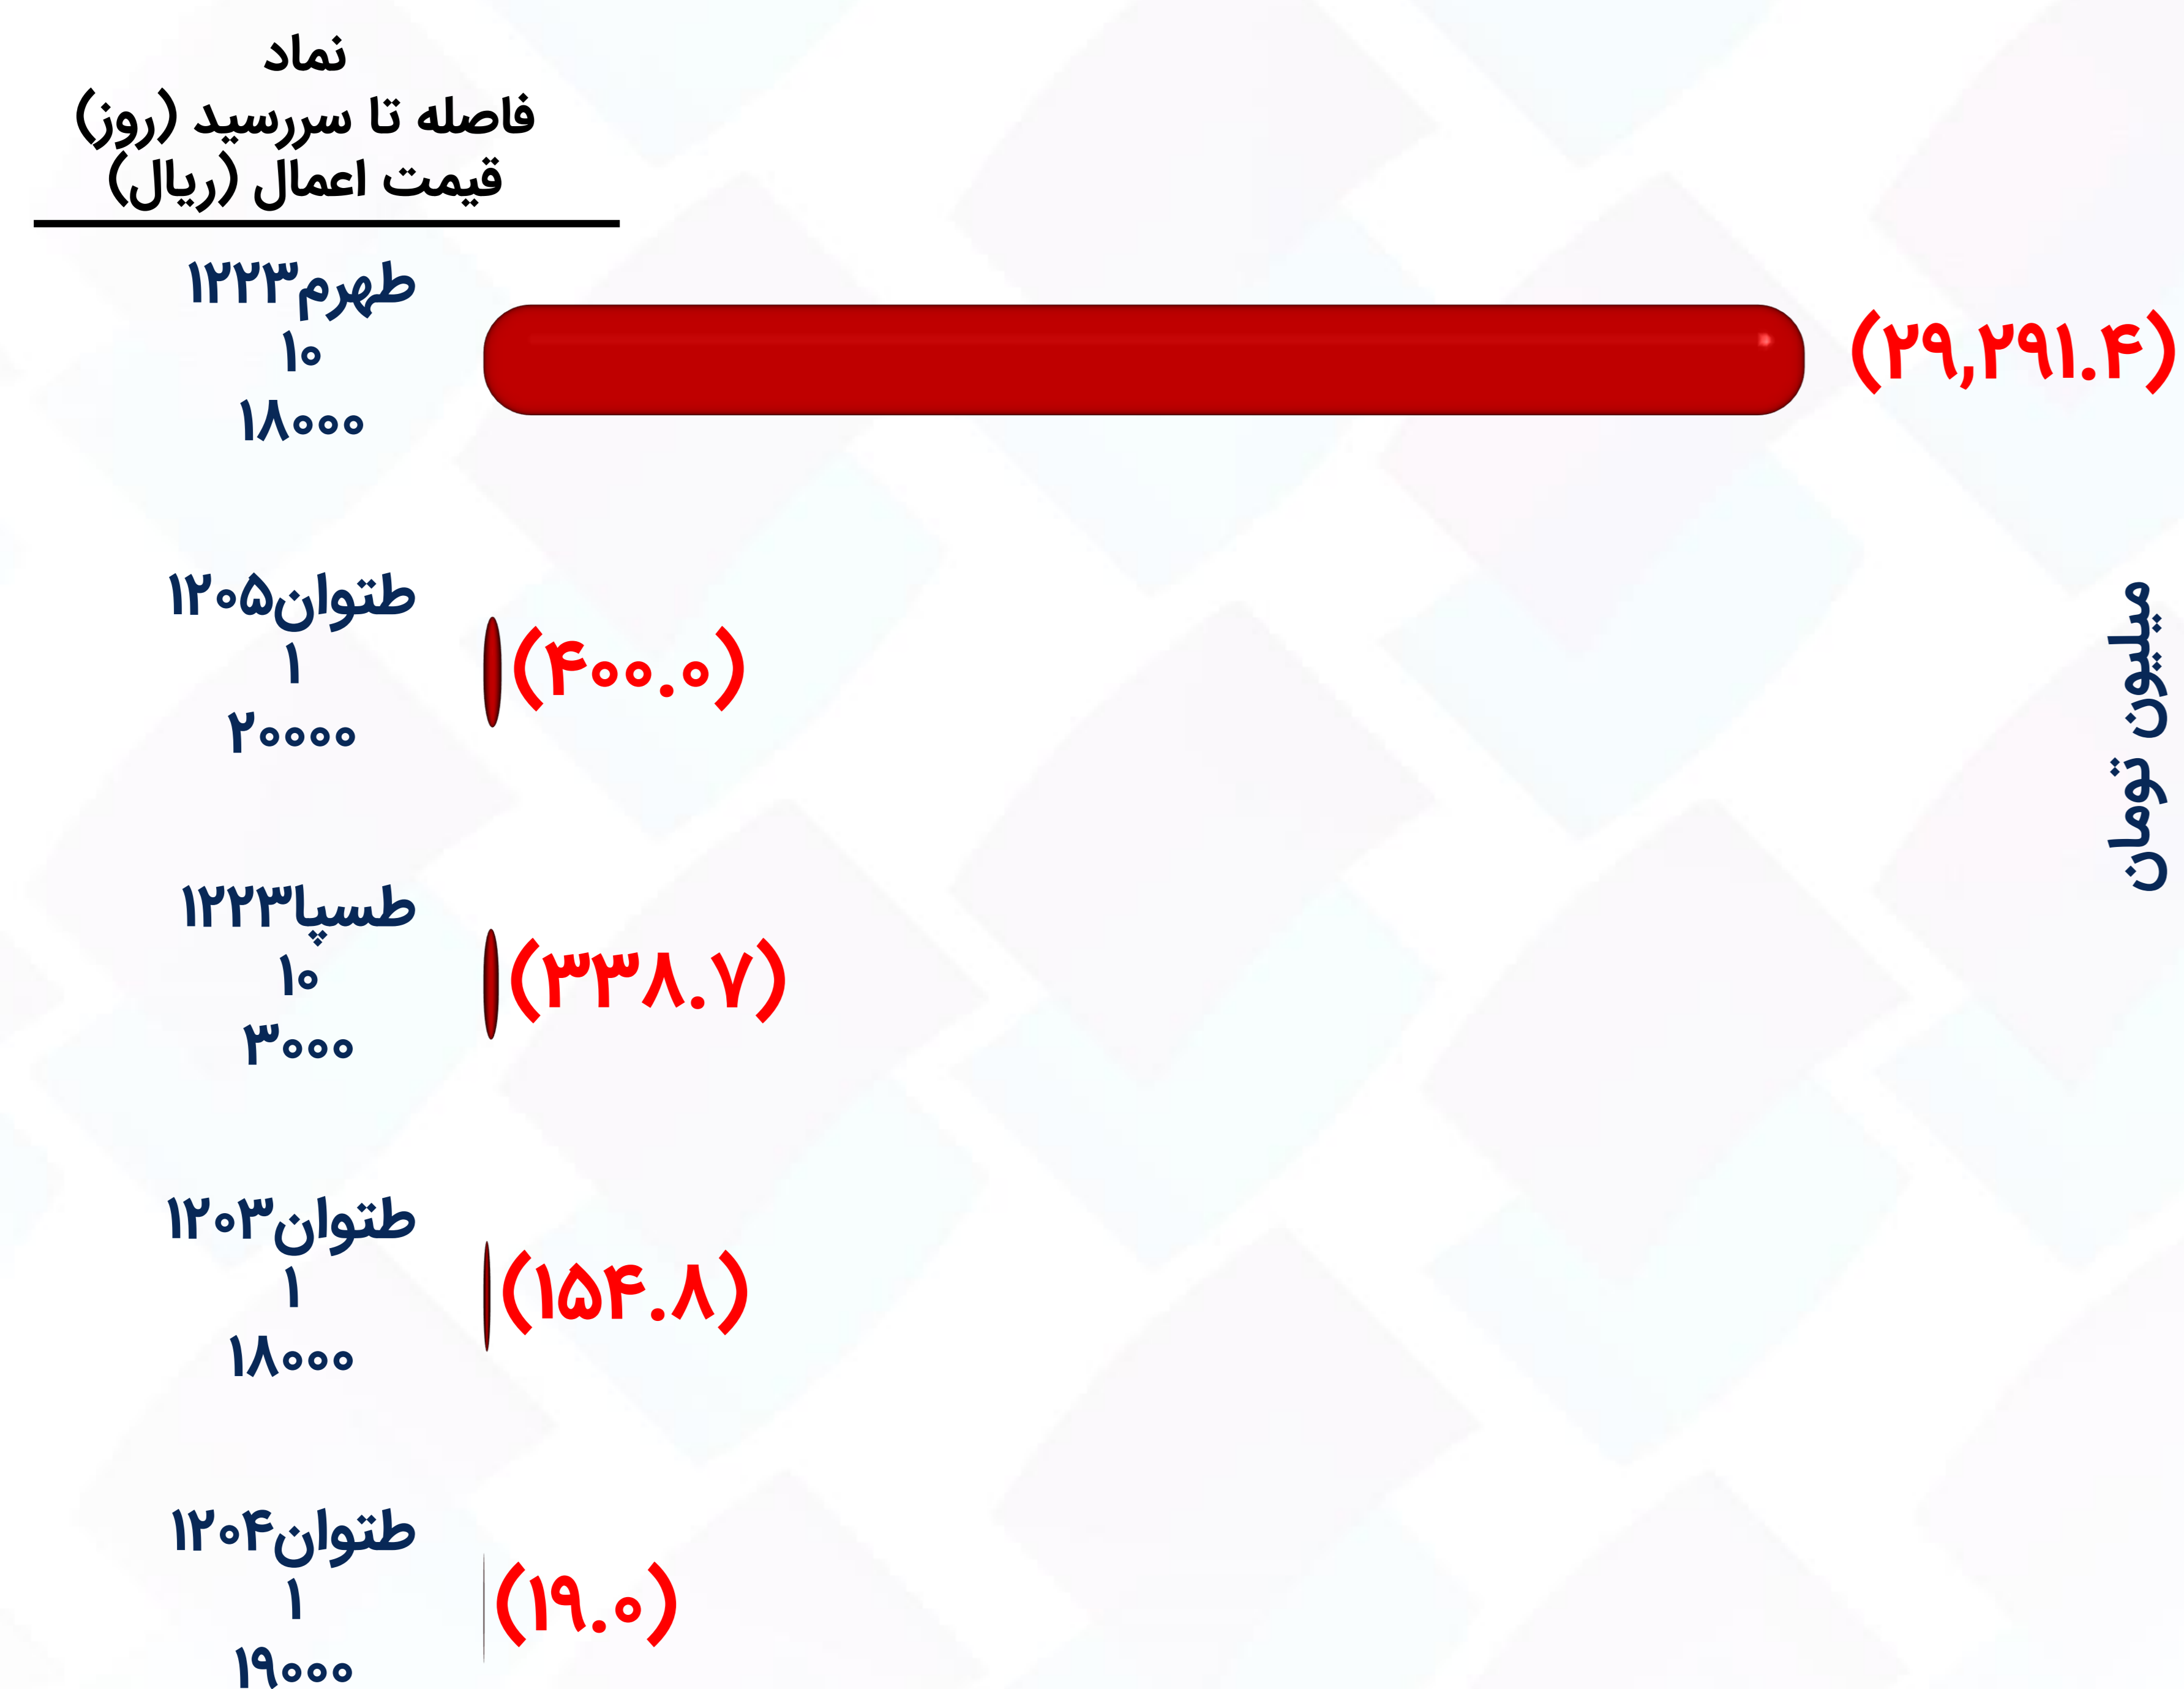 نماد
فاصله تا سررسید (روز)
قیمت اعمال (ریال)
طهرم۱۲۲۳
۱۰
۱۸۰۰۰
(۲۹,۲۹۱.۴)
طتوان۱۲۰۵
۱
۲۰۰۰۰
(۴۰۰.۰)
طسپا۱۲۲۳
۱۰
۳۰۰۰
(۳۳۸.۷)
طتوان۱۲۰۳
۱
۱۸۰۰۰
(۱۵۴.۸)
طتوان۱۲۰۴
۱
۱۹۰۰۰
(۱۹.۰)
میلیون تومان